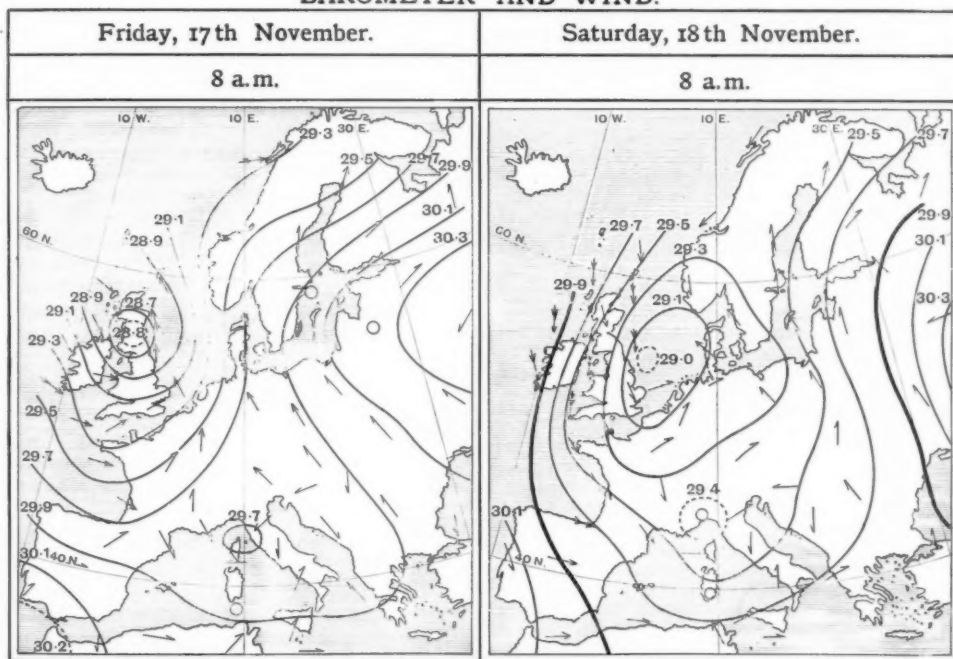 BAROMETER AND WIND.
Friday, 17th November.
8 a.m.
10 W.
10 E.
30 E.
29·3
29·5
29·7
29·9
30·1
30·3
29·1
28·9
60 N.
28·9
28·7
29·1
28·8
29·3
29·5
29·7
29·9
29·7
30·1
40 N.
30·2
Saturday, 18th November.
8 a.m.
10 W.
10 E.
30 E.
29·5
29·7
29·7
29·5
29·9
60 N.
29·3
30·1
29·9
29·1
30·3
29·0
29·4
30·1
40 N.